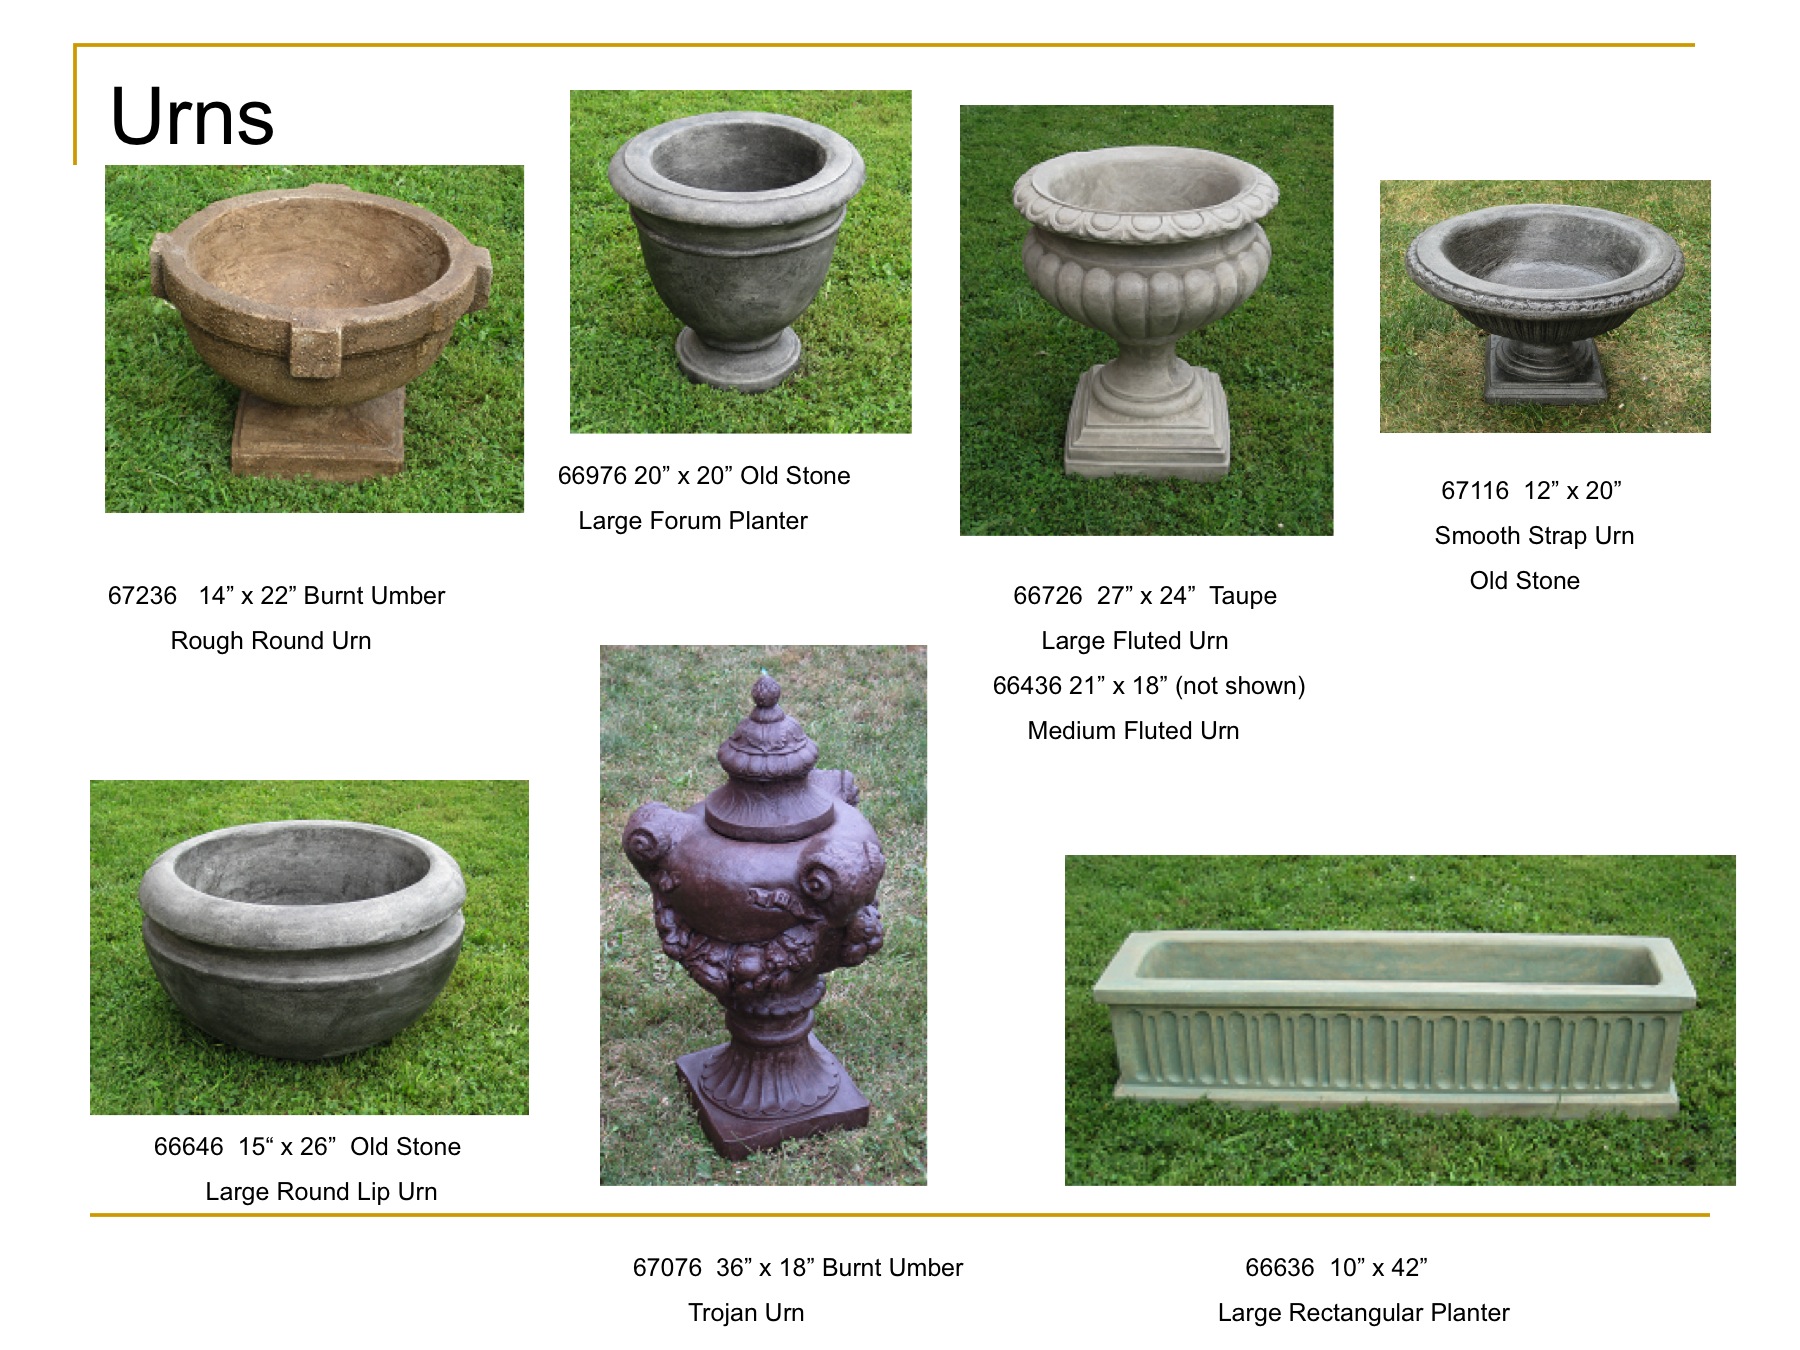 Urns
66976 20” x 20” Old Stone
Large Forum Planter
67116  12” x 20”
Smooth Strap Urn
Old Stone
67236   14” x 22” Burnt Umber
Rough Round Urn
66726  27” x 24”  Taupe
Large Fluted Urn
66436 21” x 18” (not shown)
Medium Fluted Urn
66646  15“ x 26”  Old Stone
Large Round Lip Urn
67076  36” x 18” Burnt Umber
Trojan Urn
66636  10” x 42”
Large Rectangular Planter